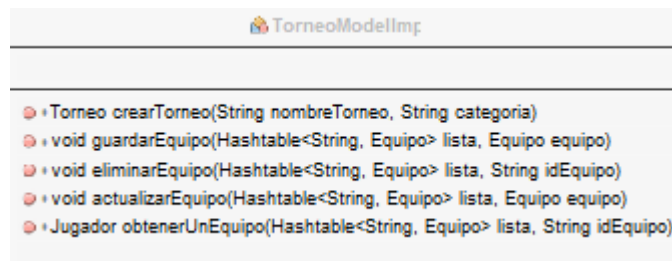 TorneoModelImp
Torneo crearTorneo(String nombreTorneo, String categoria)
void guardarEquipo(Hashtable<String, Equipo> lista, Equipo equipo)
void eliminarEquipo(Hashtable<String, Equipo> lista, String idEquipo)
void actualizarEquipo(Hashtable<String, Equipo> lista, Equipo equipo)
Jugador obtenerUnEquipo(Hashtable<String, Equipo> lista, String idEquipo)